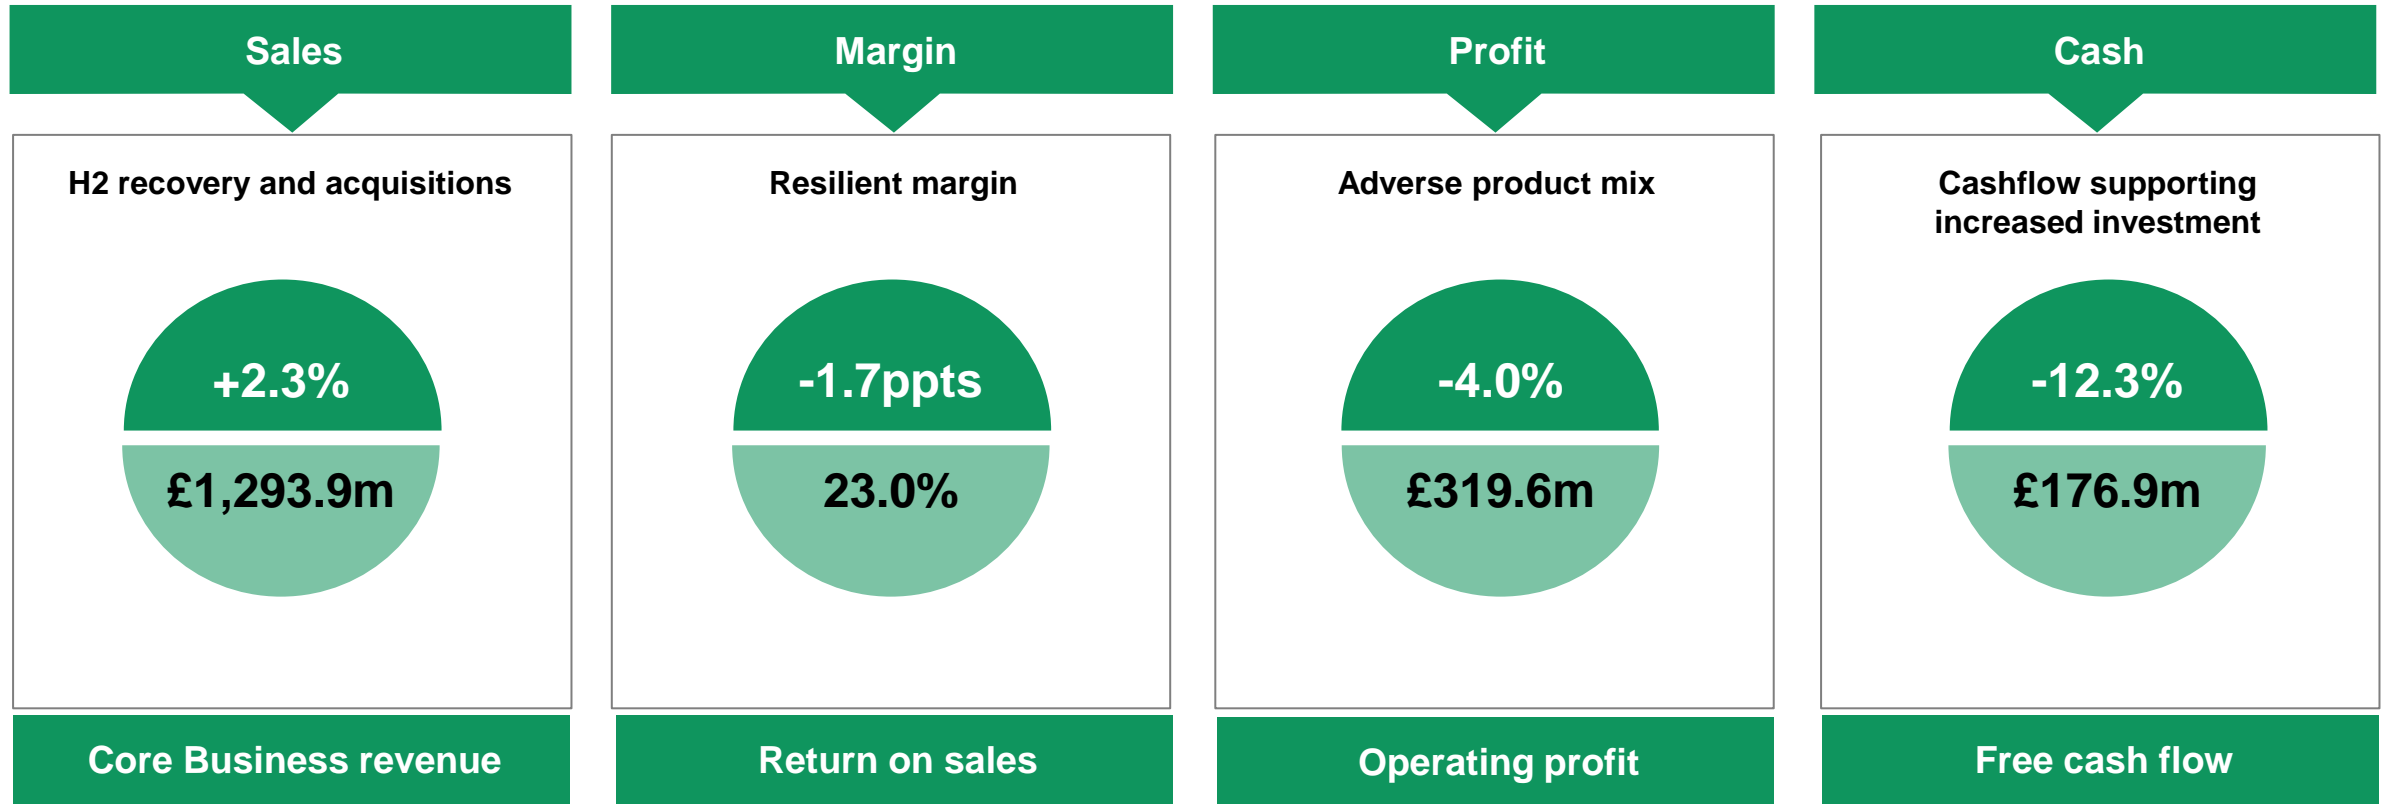 Sales
H2 recovery and acquisitions
+2.3%
£1,293.9m
Core Business revenue
Margin
Resilient margin
-1.7ppts
23.0%
Return on sales
Profit
Adverse product mix
-4.0%
£319.6m
Operating profit
Cash
Cashflow supporting
increased investment
-12.3%
£176.9m
Free cash flow